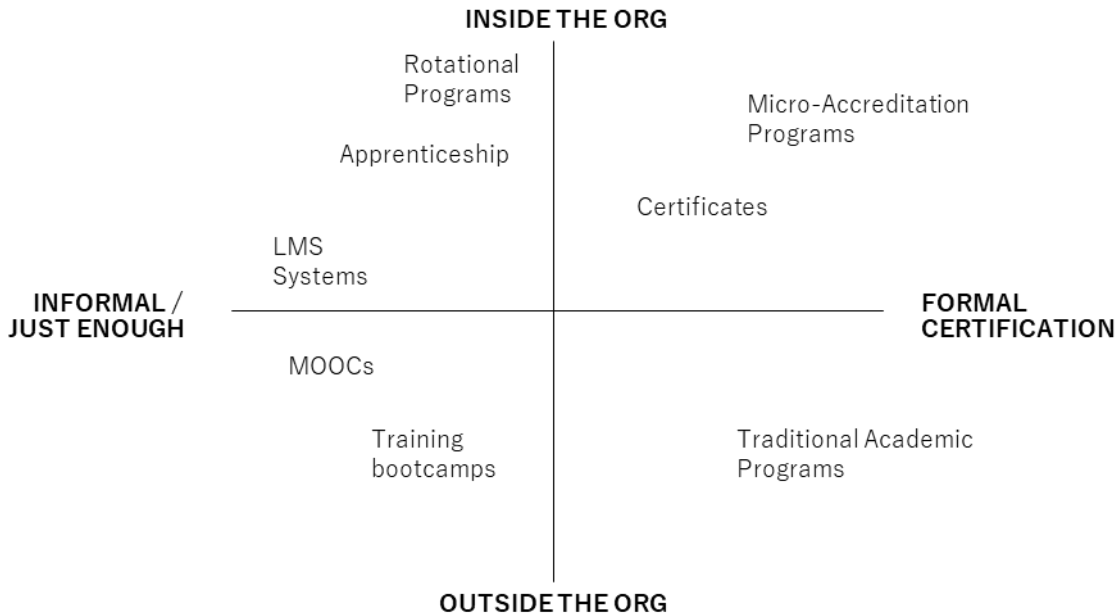 INSIDE THE ORG
Rotational
Programs
Micro-Accreditation
Programs
Apprenticeship
Certificates
LMS
Systems
INFORMAL /
JUST ENOUGH
FORMAL
CERTIFICATION
MOOCs
Training
bootcamps
Traditional Academic
Programs
OUTSIDE THE ORG